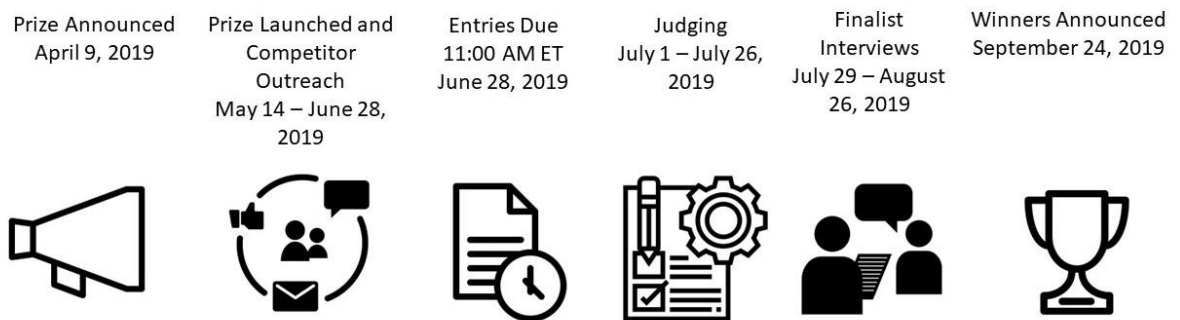 Prize Announced
April 9, 2019
Prize Launched and
Competitor
Outreach
May 14 – June 28,
2019
Entries Due
11:00 AM ET
June 28, 2019
Judging
July 1 – July 26,
2019
Finalist
Interviews
July 29 – August
26, 2019
Winners Announced
September 24, 2019